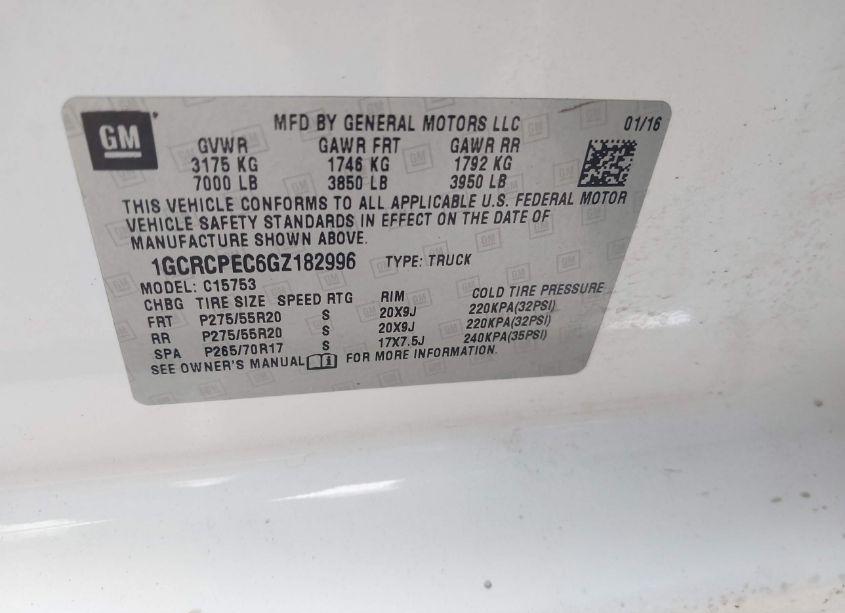 GM
MFD BY GENERAL MOTORS LLC 01/16
GVWR GAWR FRT GAWR RR
3175 KG 1746 KG 1792 KG
7000 LB 3850 LB 3950 LB
THIS VEHICLE CONFORMS TO ALL APPLICABLE U.S. FEDERAL MOTOR
VEHICLE SAFETY STANDARDS IN EFFECT ON THE DATE OF
MANUFACTURE SHOWN ABOVE.
1GCRCPEC6GZ182996 TYPE: TRUCK
MODEL: C15753
CHBG TIRE SIZE SPEED RTG RIM COLD TIRE PRESSURE
FRT P275/55R20 S 20X9J 220KPA(32PSI)
RR P275/55R20 S 20X9J 220KPA(32PSI)
SPA P265/70R17 S 17X7.5J 240KPA(35PSI)
SEE OWNER'S MANUAL i FOR MORE INFORMATION.